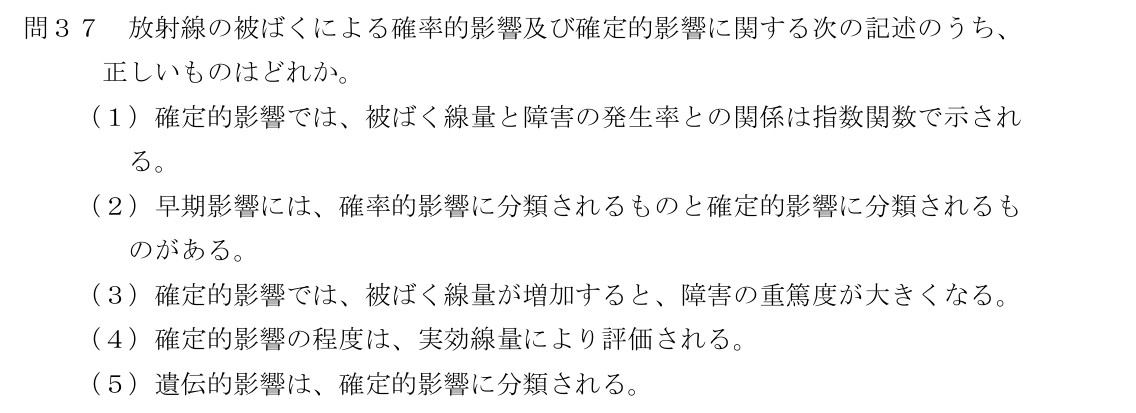 問３７　放射線の被ばくによる確率的影響及び確定的影響に関する次の記述のうち、
正しいものはどれか。
（１）確定的影響では、被ばく線量と障害の発生率との関係は指数関数で示され
る。
（２）早期影響には、確率的影響に分類されるものと確定的影響に分類されるも
のがある。
（３）確定的影響では、被ばく線量が増加すると、障害の重篤度が大きくなる。
（４）確定的影響の程度は、実効線量により評価される。
（５）遺伝的影響は、確定的影響に分類される。